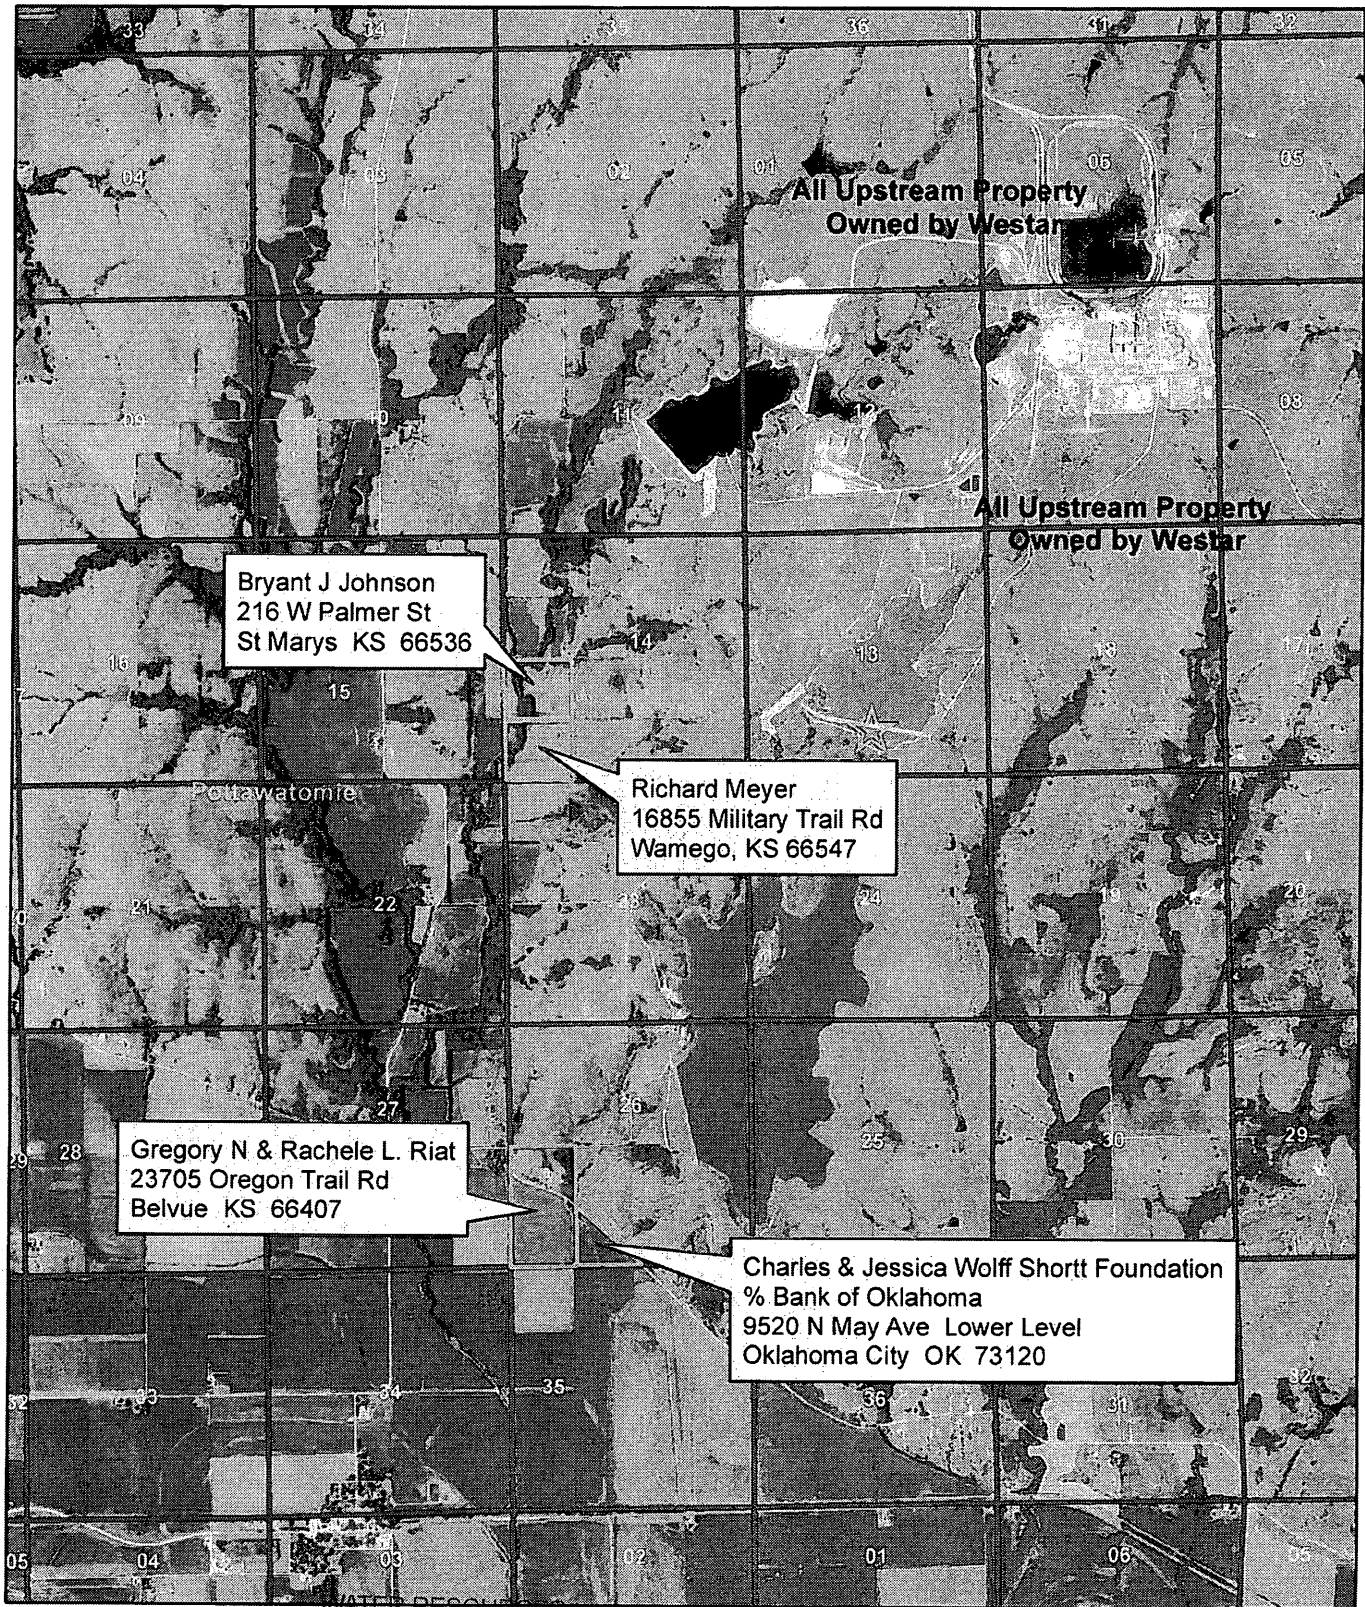 33 34 35 36 31 32
04 03 02 01 06 05
All Upstream Property
Owned by Westar
09 10 11 12 08
All Upstream Property
Owned by Westar
Bryant J Johnson
216 W Palmer St
St Marys KS 66536
16 15 14 13 18 17
Richard Meyer
16855 Military Trail Rd
Wamego, KS 66547
Pottawatomie
21 22 23 24 19 20
27 26 25 30 29
29 28
Gregory N & Rachele L. Riat
23705 Oregon Trail Rd
Belvue KS 66407
Charles & Jessica Wolff Shortt Foundation
% Bank of Oklahoma
9520 N May Ave Lower Level
Oklahoma City OK 73120
32 33 34 35 36 31 32
05 04 03 02 01 06 05